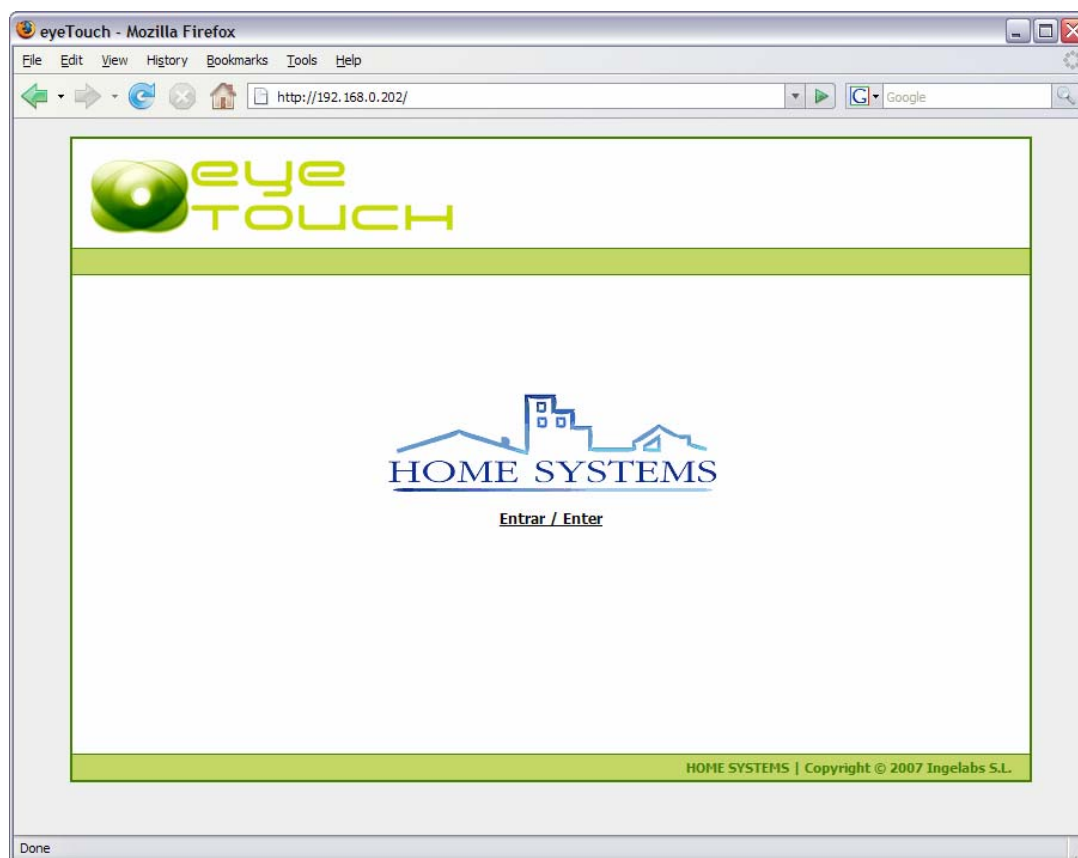 eyeTouch - Mozilla Firefox
File Edit View History Bookmarks Tools Help
http://192.168.0.202/ G Google
eye
TOUCH
HOME SYSTEMS
Entrar / Enter
HOME SYSTEMS | Copyright © 2007 Ingelabs S.L.
Done